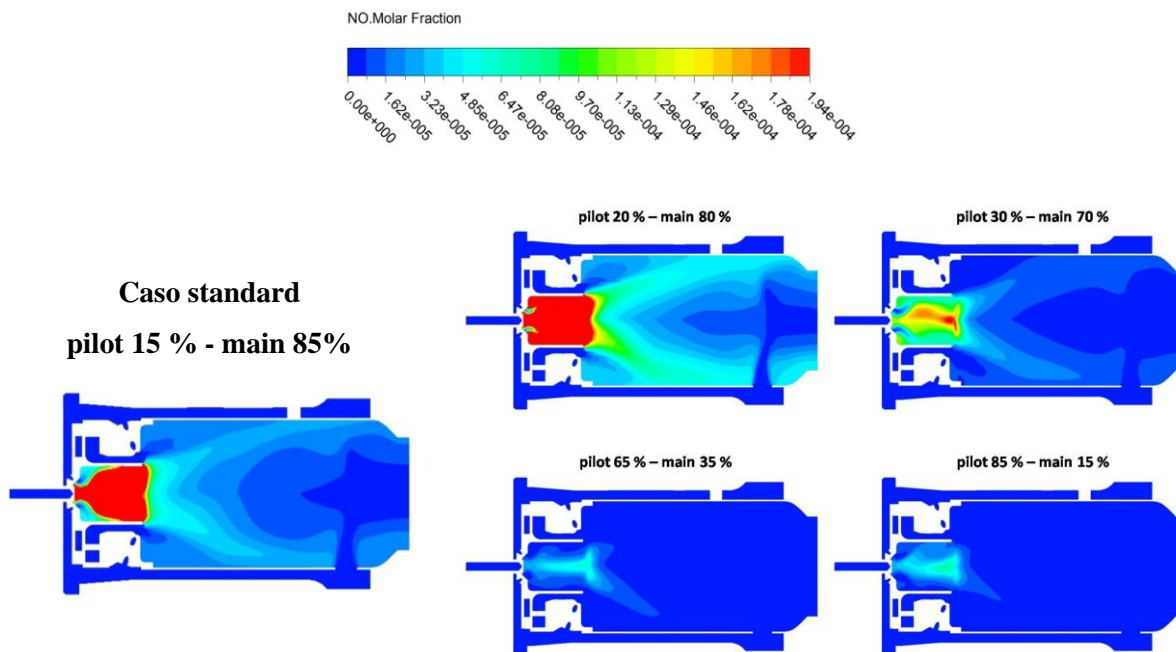 NO.Molar Fraction
0.00e+000
1.62e-005
3.23e-005
4.85e-005
6.47e-005
8.08e-005
9.70e-005
1.13e-004
1.29e-004
1.46e-004
1.62e-004
1.78e-004
1.94e-004
Caso standard
pilot 15 % - main 85%
pilot 20 % – main 80 %
pilot 30 % – main 70 %
pilot 65 % – main 35 %
pilot 85 % – main 15 %